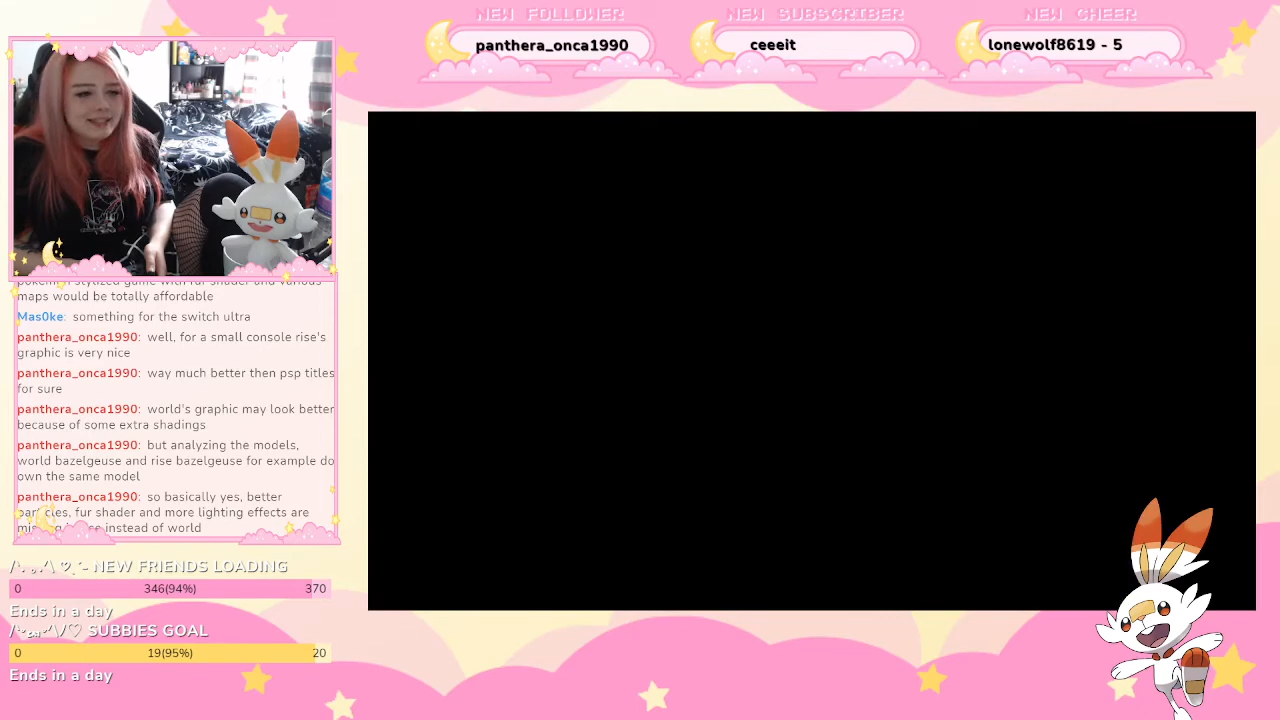 NEW FOLLOWER
NEW SUBSCRIBER
NEW CHEER
panthera_onca1990
ceeeit
lonewolf8619 - 5
maps would be totally affordable
Mas0ke: something for the switch ultra
panthera_onca1990: well, for a small console rise's
graphic is very nice
panthera_onca1990: way much better then psp titles
for sure
panthera_onca1990: world's graphic may look better
because of some extra shadings
panthera_onca1990: but analyzing the models,
world bazelgeuse and rise bazelgeuse for example do
own the same model
panthera_onca1990: so basically yes, better
fur shader and more lighting effects are
instead of world
NEW FRIENDS LOADING
0 346(94%) 370
Ends in a day
SUBBIES GOAL
0 19(95%) 20
Ends in a day